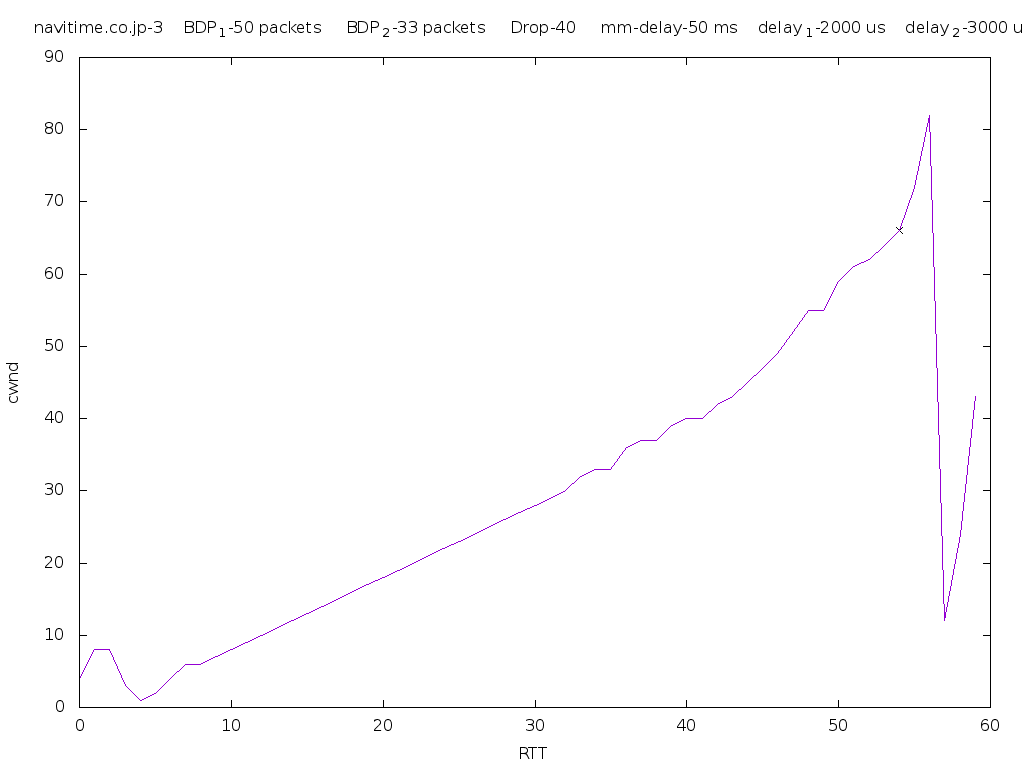 navitime.co.jp-3 BDP1-50 packets BDP2-33 packets Drop-40 mm-delay-50 ms delay1-2000 us delay2-3000 u
90
80
70
60
50
40
30
20
10
0
cwnd
0 10 20 30 40 50 60
RTT